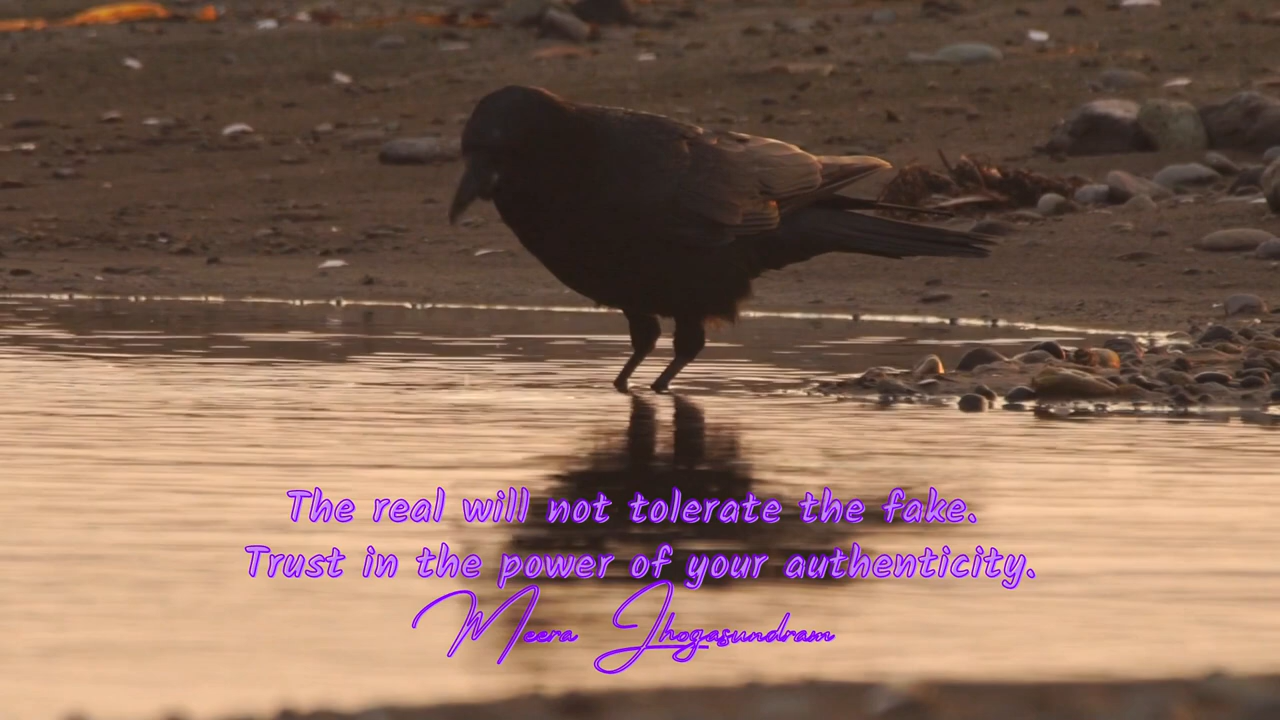 The real will not tolerate the fake.
Trust in the power of your authenticity.
Meera Jhogasundram